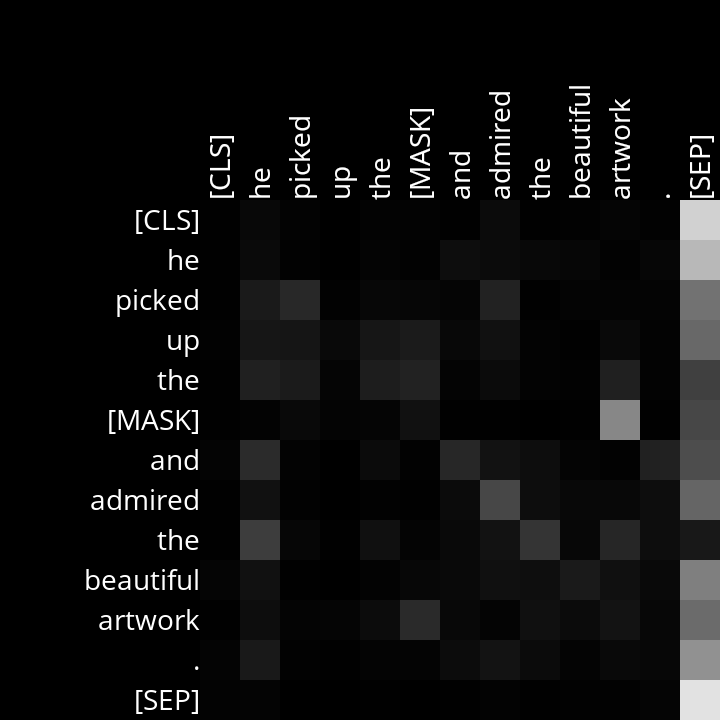 [CLS] he picked up the [MASK] and admired the beautiful artwork . [SEP]
[CLS]
he
picked
up
the
[MASK]
and
admired
the
beautiful
artwork
.
[SEP]